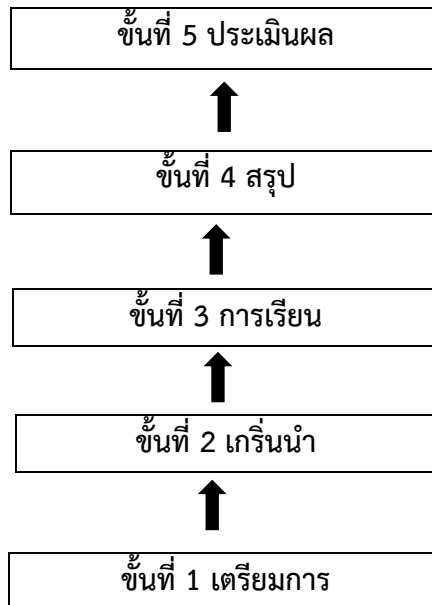 ขั้นที่ 5 ประเมินผล
ขั้นที่ 4 สรุป
ขั้นที่ 3 การเรียน
ขั้นที่ 2 เกริ่นนำ
ขั้นที่ 1 เตรียมการ